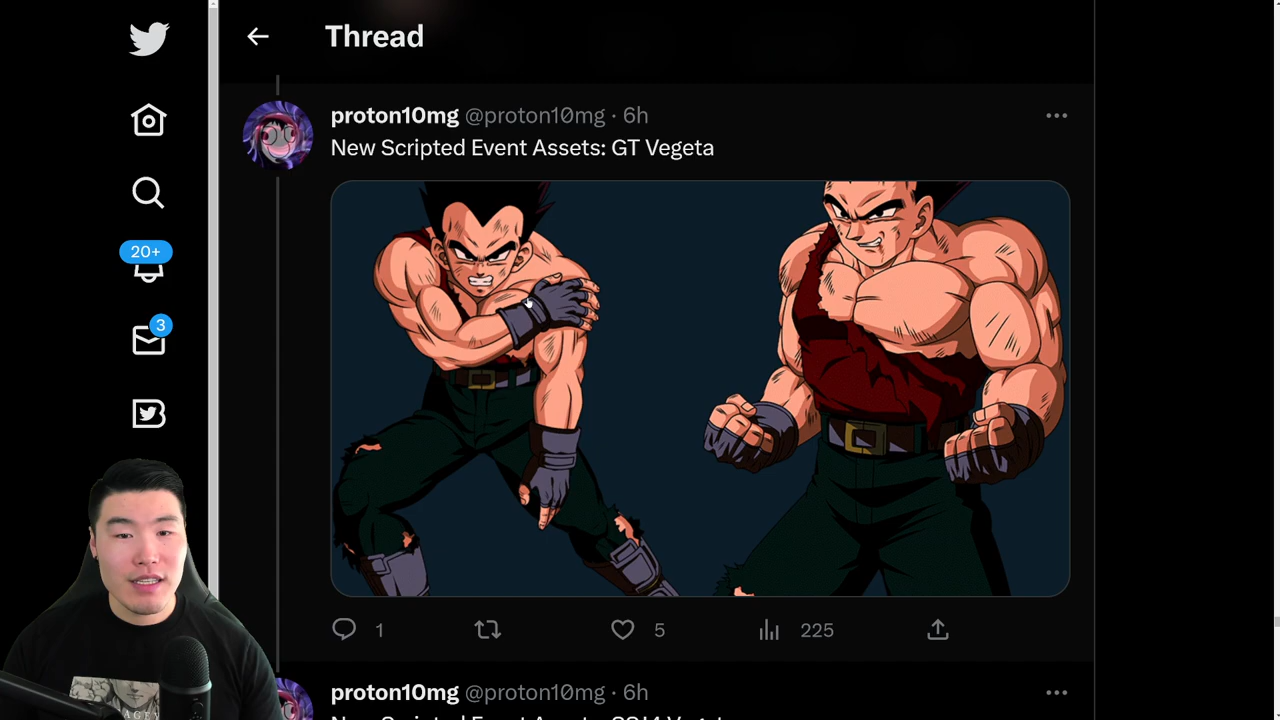 Thread
proton10mg @proton10mg · 6h
New Scripted Event Assets: GT Vegeta
20+
3
1
5
225
proton10mg @proton10mg · 6h